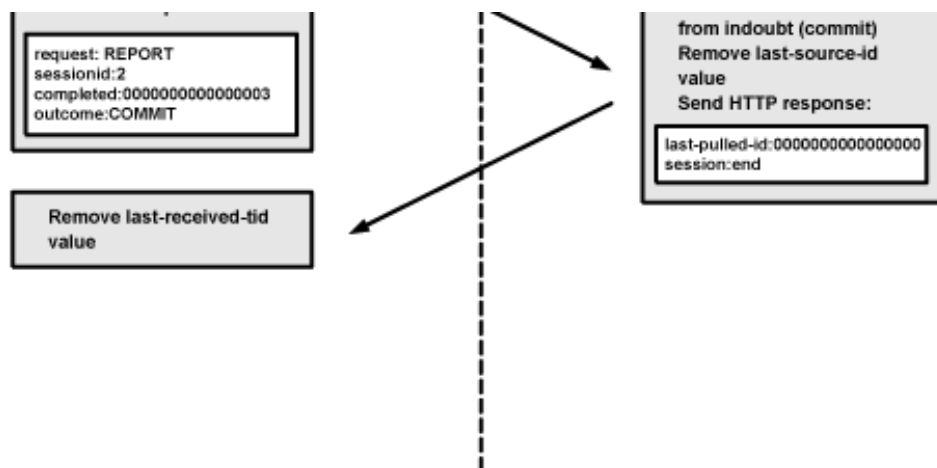 request: REPORT
sessionid:2
completed:0000000000000003
outcome:COMMIT
from indoubt (commit)
Remove last-source-id
value
Send HTTP response:
last-pulled-id:0000000000000000
session:end
Remove last-received-tid
value